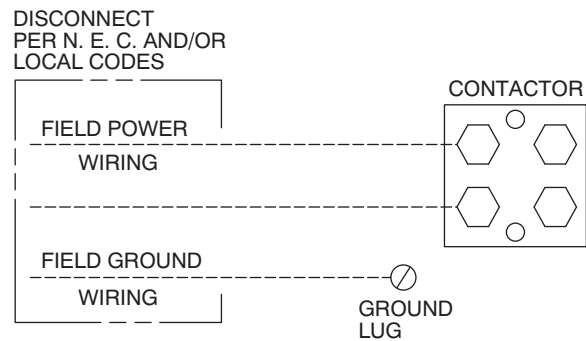 DISCONNECT
PER N. E. C. AND/OR
LOCAL CODES
CONTACTOR
FIELD POWER
WIRING
FIELD GROUND
WIRING
GROUND
LUG